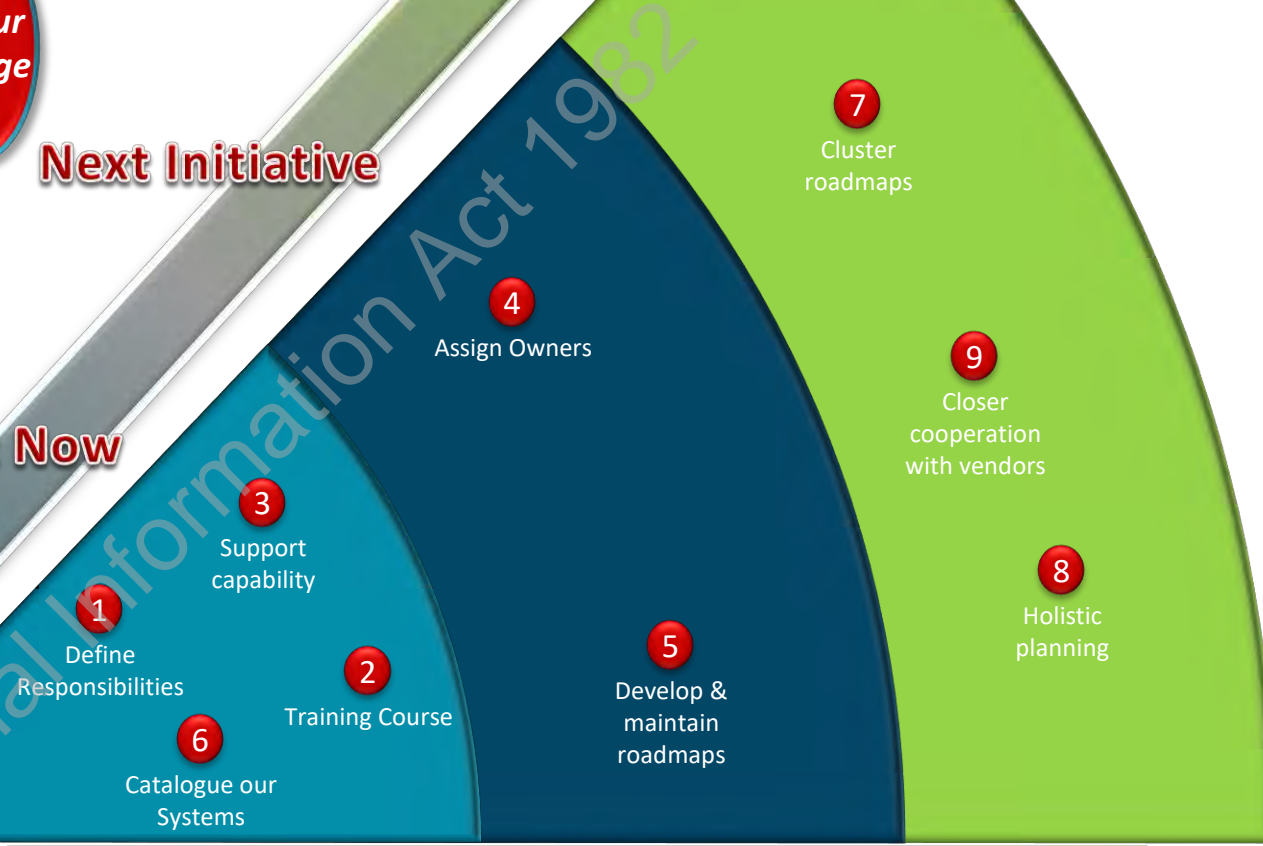 ur
ge
Next Initiative
Now
7
Cluster
roadmaps
4
Assign Owners
9
Closer
cooperation
with vendors
3
Support
capability
8
Holistic
planning
1
Define
Responsibilities
2
Training Course
5
Develop &
maintain
roadmaps
6
Catalogue our
Systems
al Information Act 1982